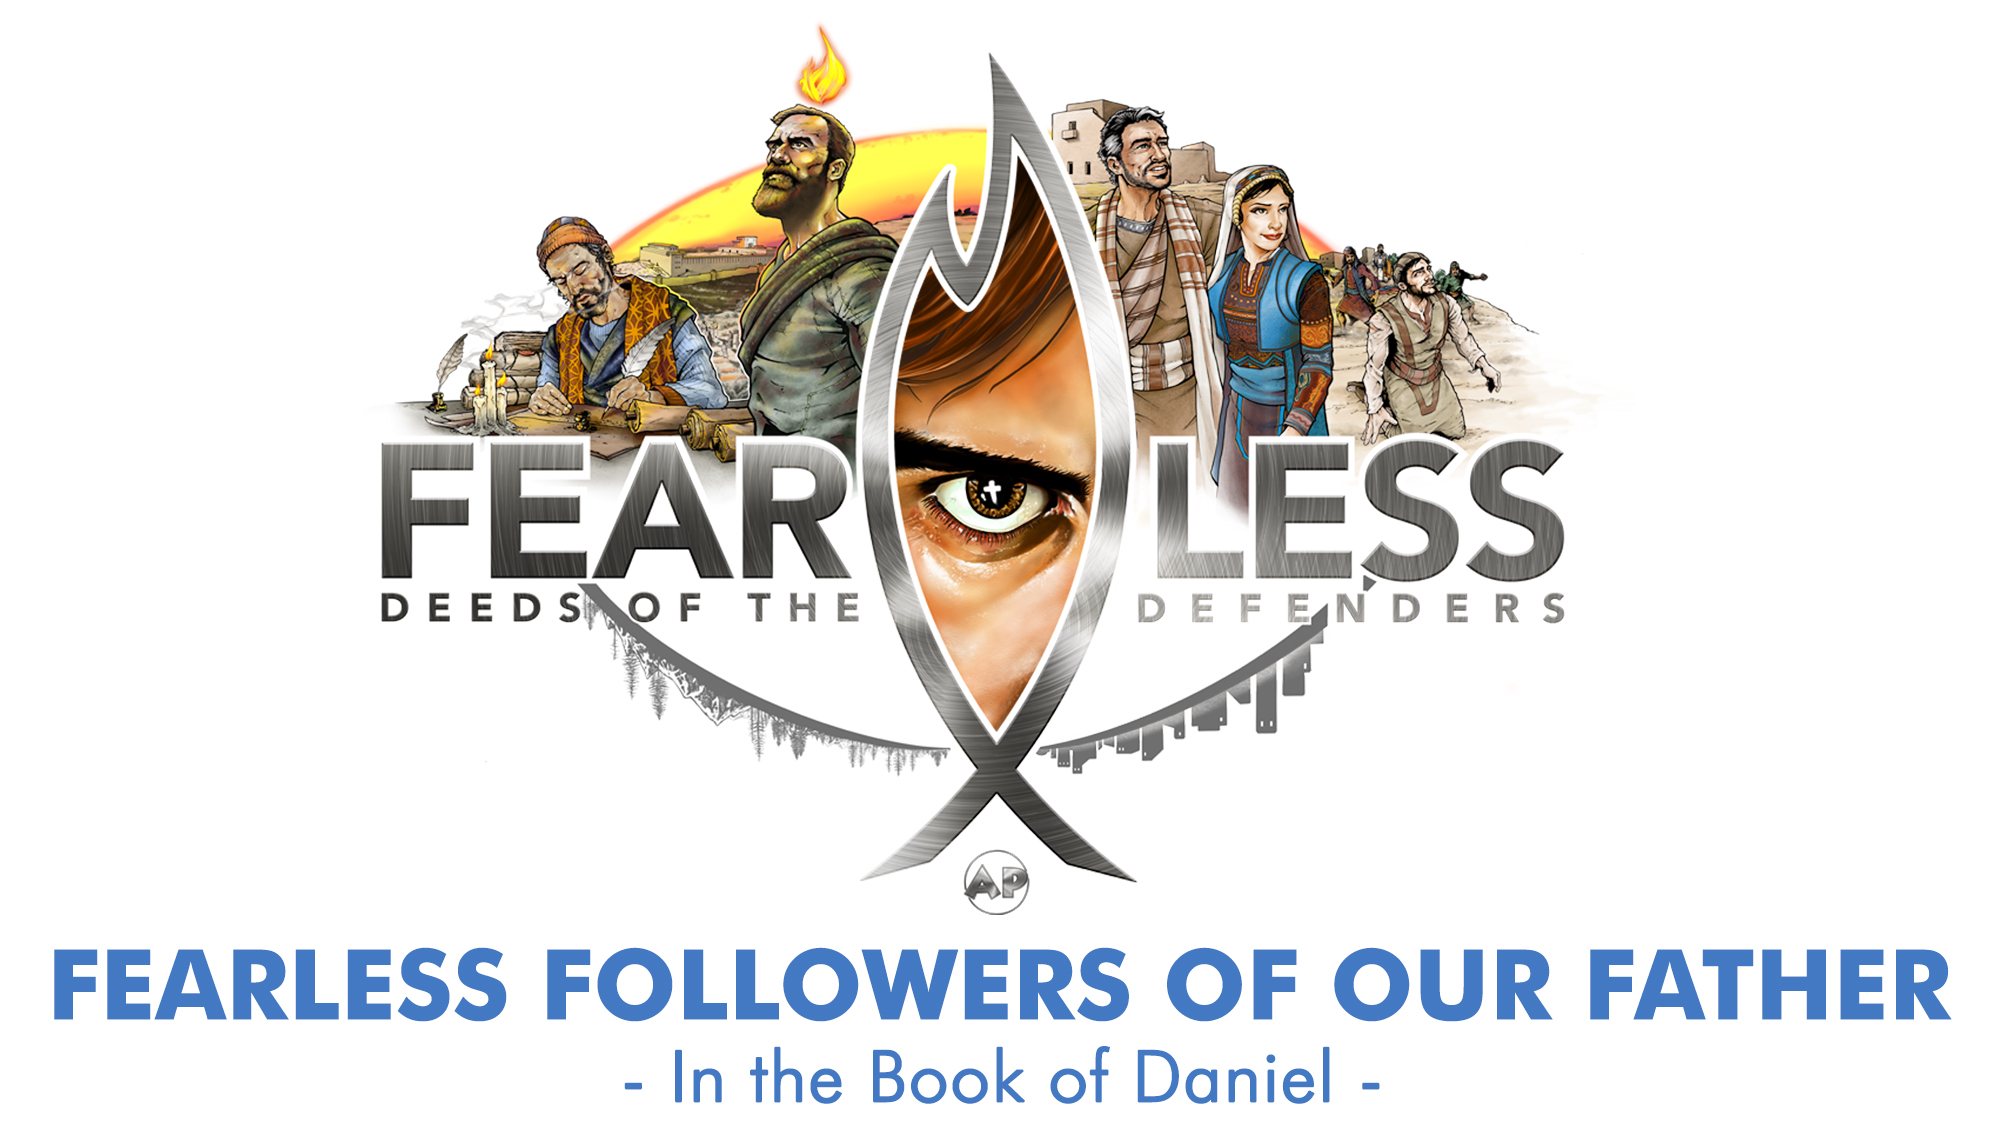 FEARLESS
DEEDS OF THE DEFENDERS
AP
FEARLESS FOLLOWERS OF OUR FATHER
- In the Book of Daniel -